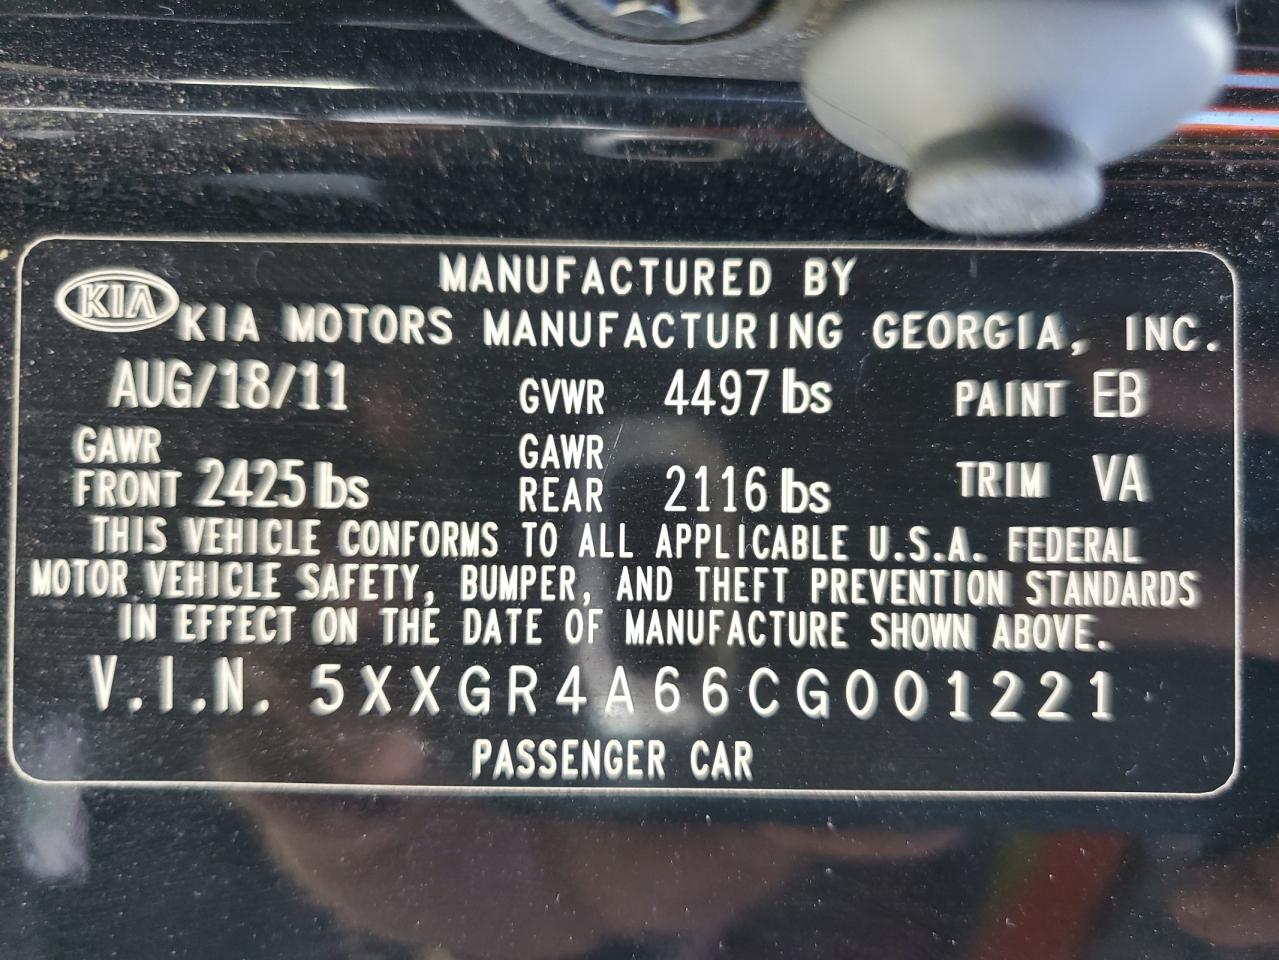 MANUFACTURED BY
KIA KIA MOTORS MANUFACTURING GEORGIA, INC.
AUG/18/11 GVWR 4497 lbs PAINT EB
GAWR FRONT 2425 lbs GAWR REAR 2116 lbs TRIM VA
THIS VEHICLE CONFORMS TO ALL APPLICABLE U.S.A. FEDERAL
MOTOR VEHICLE SAFETY, BUMPER, AND THEFT PREVENTION STANDARDS
IN EFFECT ON THE DATE OF MANUFACTURE SHOWN ABOVE.
V.I.N. 5XXGR4A66CG001221
PASSENGER CAR